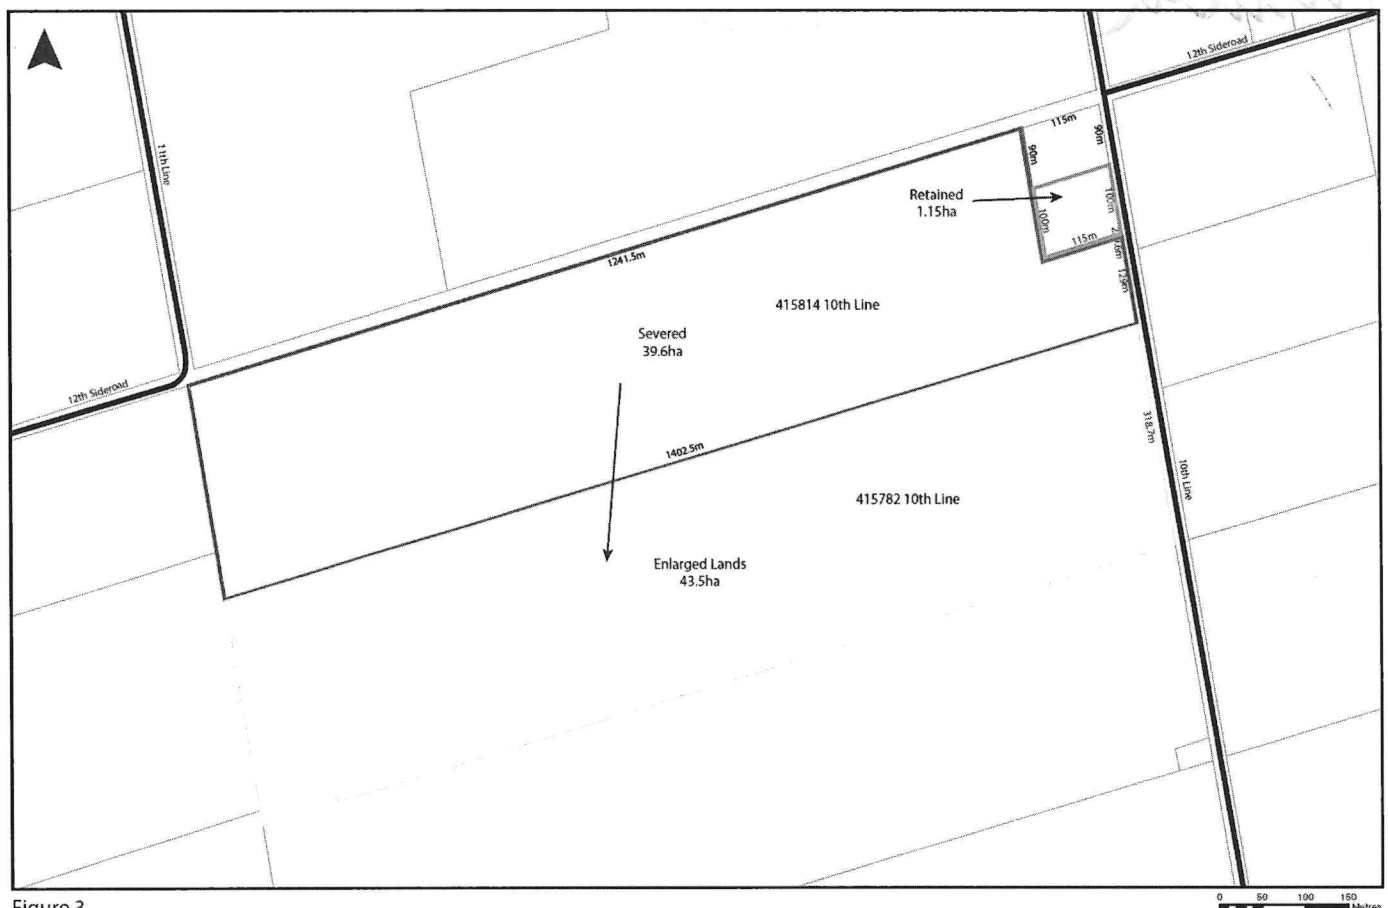 12th Sideroad
11th Line
115m
90m
90m
Retained
1.15ha
100m
100m
115m
129m
1241.5m
415814 10th Line
Severed
39.6ha
12th Sideroad
1402.5m
318.7m
10th Line
415782 10th Line
Enlarged Lands
43.5ha
0 50 100 150
Metres
Figure 3